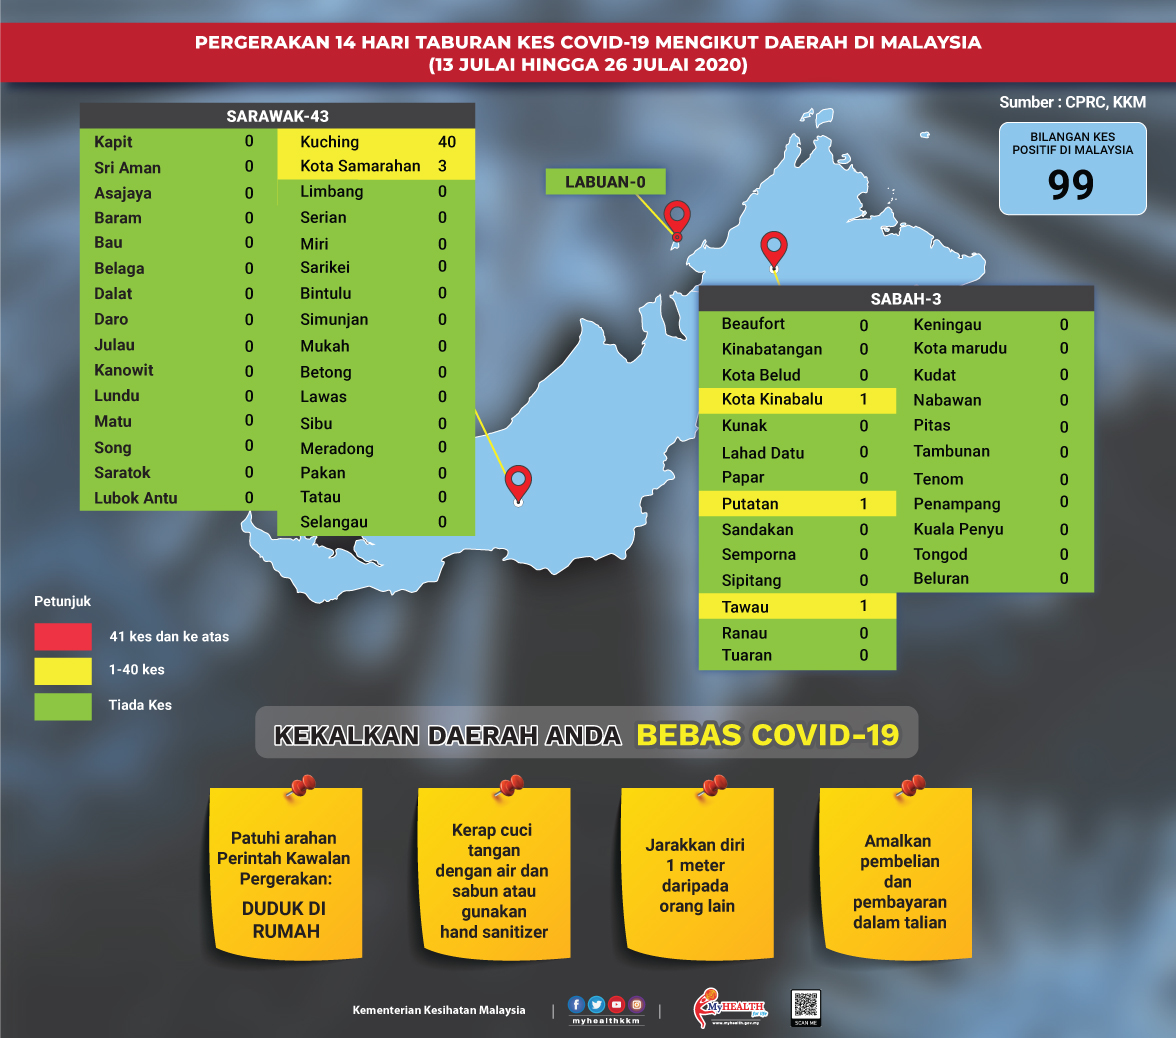 PERGERAKAN 14 HARI TABURAN KES COVID-19 MENGIKUT DAERAH DI MALAYSIA
(13 JULAI HINGGA 26 JULAI 2020)
Sumber : CPRC, KKM
BILANGAN KES
POSITIF DI MALAYSIA
99
SARAWAK-43
Kapit 0
Sri Aman 0
Asajaya 0
Baram 0
Bau 0
Belaga 0
Dalat 0
Daro 0
Julau 0
Kanowit 0
Lundu 0
Matu 0
Song 0
Saratok 0
Lubok Antu 0
Kuching 40
Kota Samarahan 3
Limbang 0
Serian 0
Miri 0
Sarikei 0
Bintulu 0
Simunjan 0
Mukah 0
Betong 0
Lawas 0
Sibu 0
Meradong 0
Pakan 0
Tatau 0
Selangau 0
LABUAN-0
SABAH-3
Beaufort 0
Kinabatangan 0
Kota Belud 0
Kota Kinabalu 1
Kunak 0
Lahad Datu 0
Papar 0
Putatan 1
Sandakan 0
Semporna 0
Sipitang 0
Tawau 1
Ranau 0
Tuaran 0
Keningau 0
Kota marudu 0
Kudat 0
Nabawan 0
Pitas 0
Tambunan 0
Tenom 0
Penampang 0
Kuala Penyu 0
Tongod 0
Beluran 0
Petunjuk
41 kes dan ke atas
1-40 kes
Tiada Kes
KEKALKAN DAERAH ANDA BEBAS COVID-19
Patuhi arahan
Perintah Kawalan
Pergerakan:
DUDUK DI
RUMAH
Kerap cuci
tangan
dengan air dan
sabun atau
gunakan
hand sanitizer
Jarakkan diri
1 meter
daripada
orang lain
Amalkan
pembelian
dan
pembayaran
dalam talian
Kementerian Kesihatan Malaysia
myhealthkkm
MyHEALTH
for life
www.myhealth.gov.my
SCAN ME